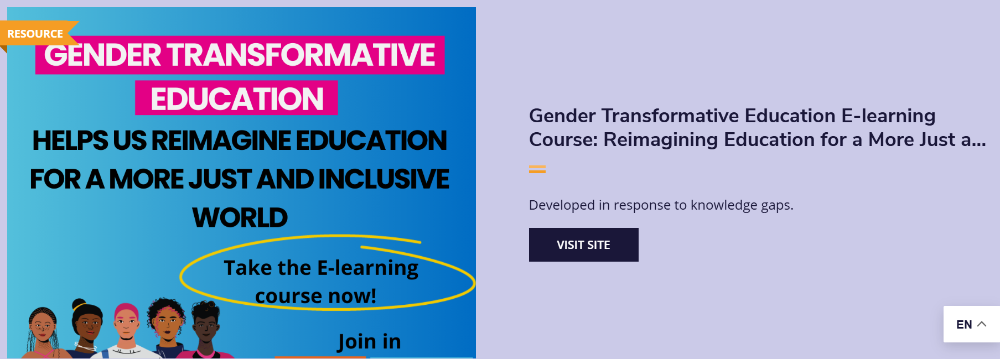 RESOURCE
GENDER TRANSFORMATIVE
EDUCATION
HELPS US REIMAGINE EDUCATION
FOR A MORE JUST AND INCLUSIVE
WORLD
Take the E-learning
course now!
Join in
Gender Transformative Education E-learning
Course: Reimagining Education for a More Just a...
Developed in response to knowledge gaps.
VISIT SITE
EN